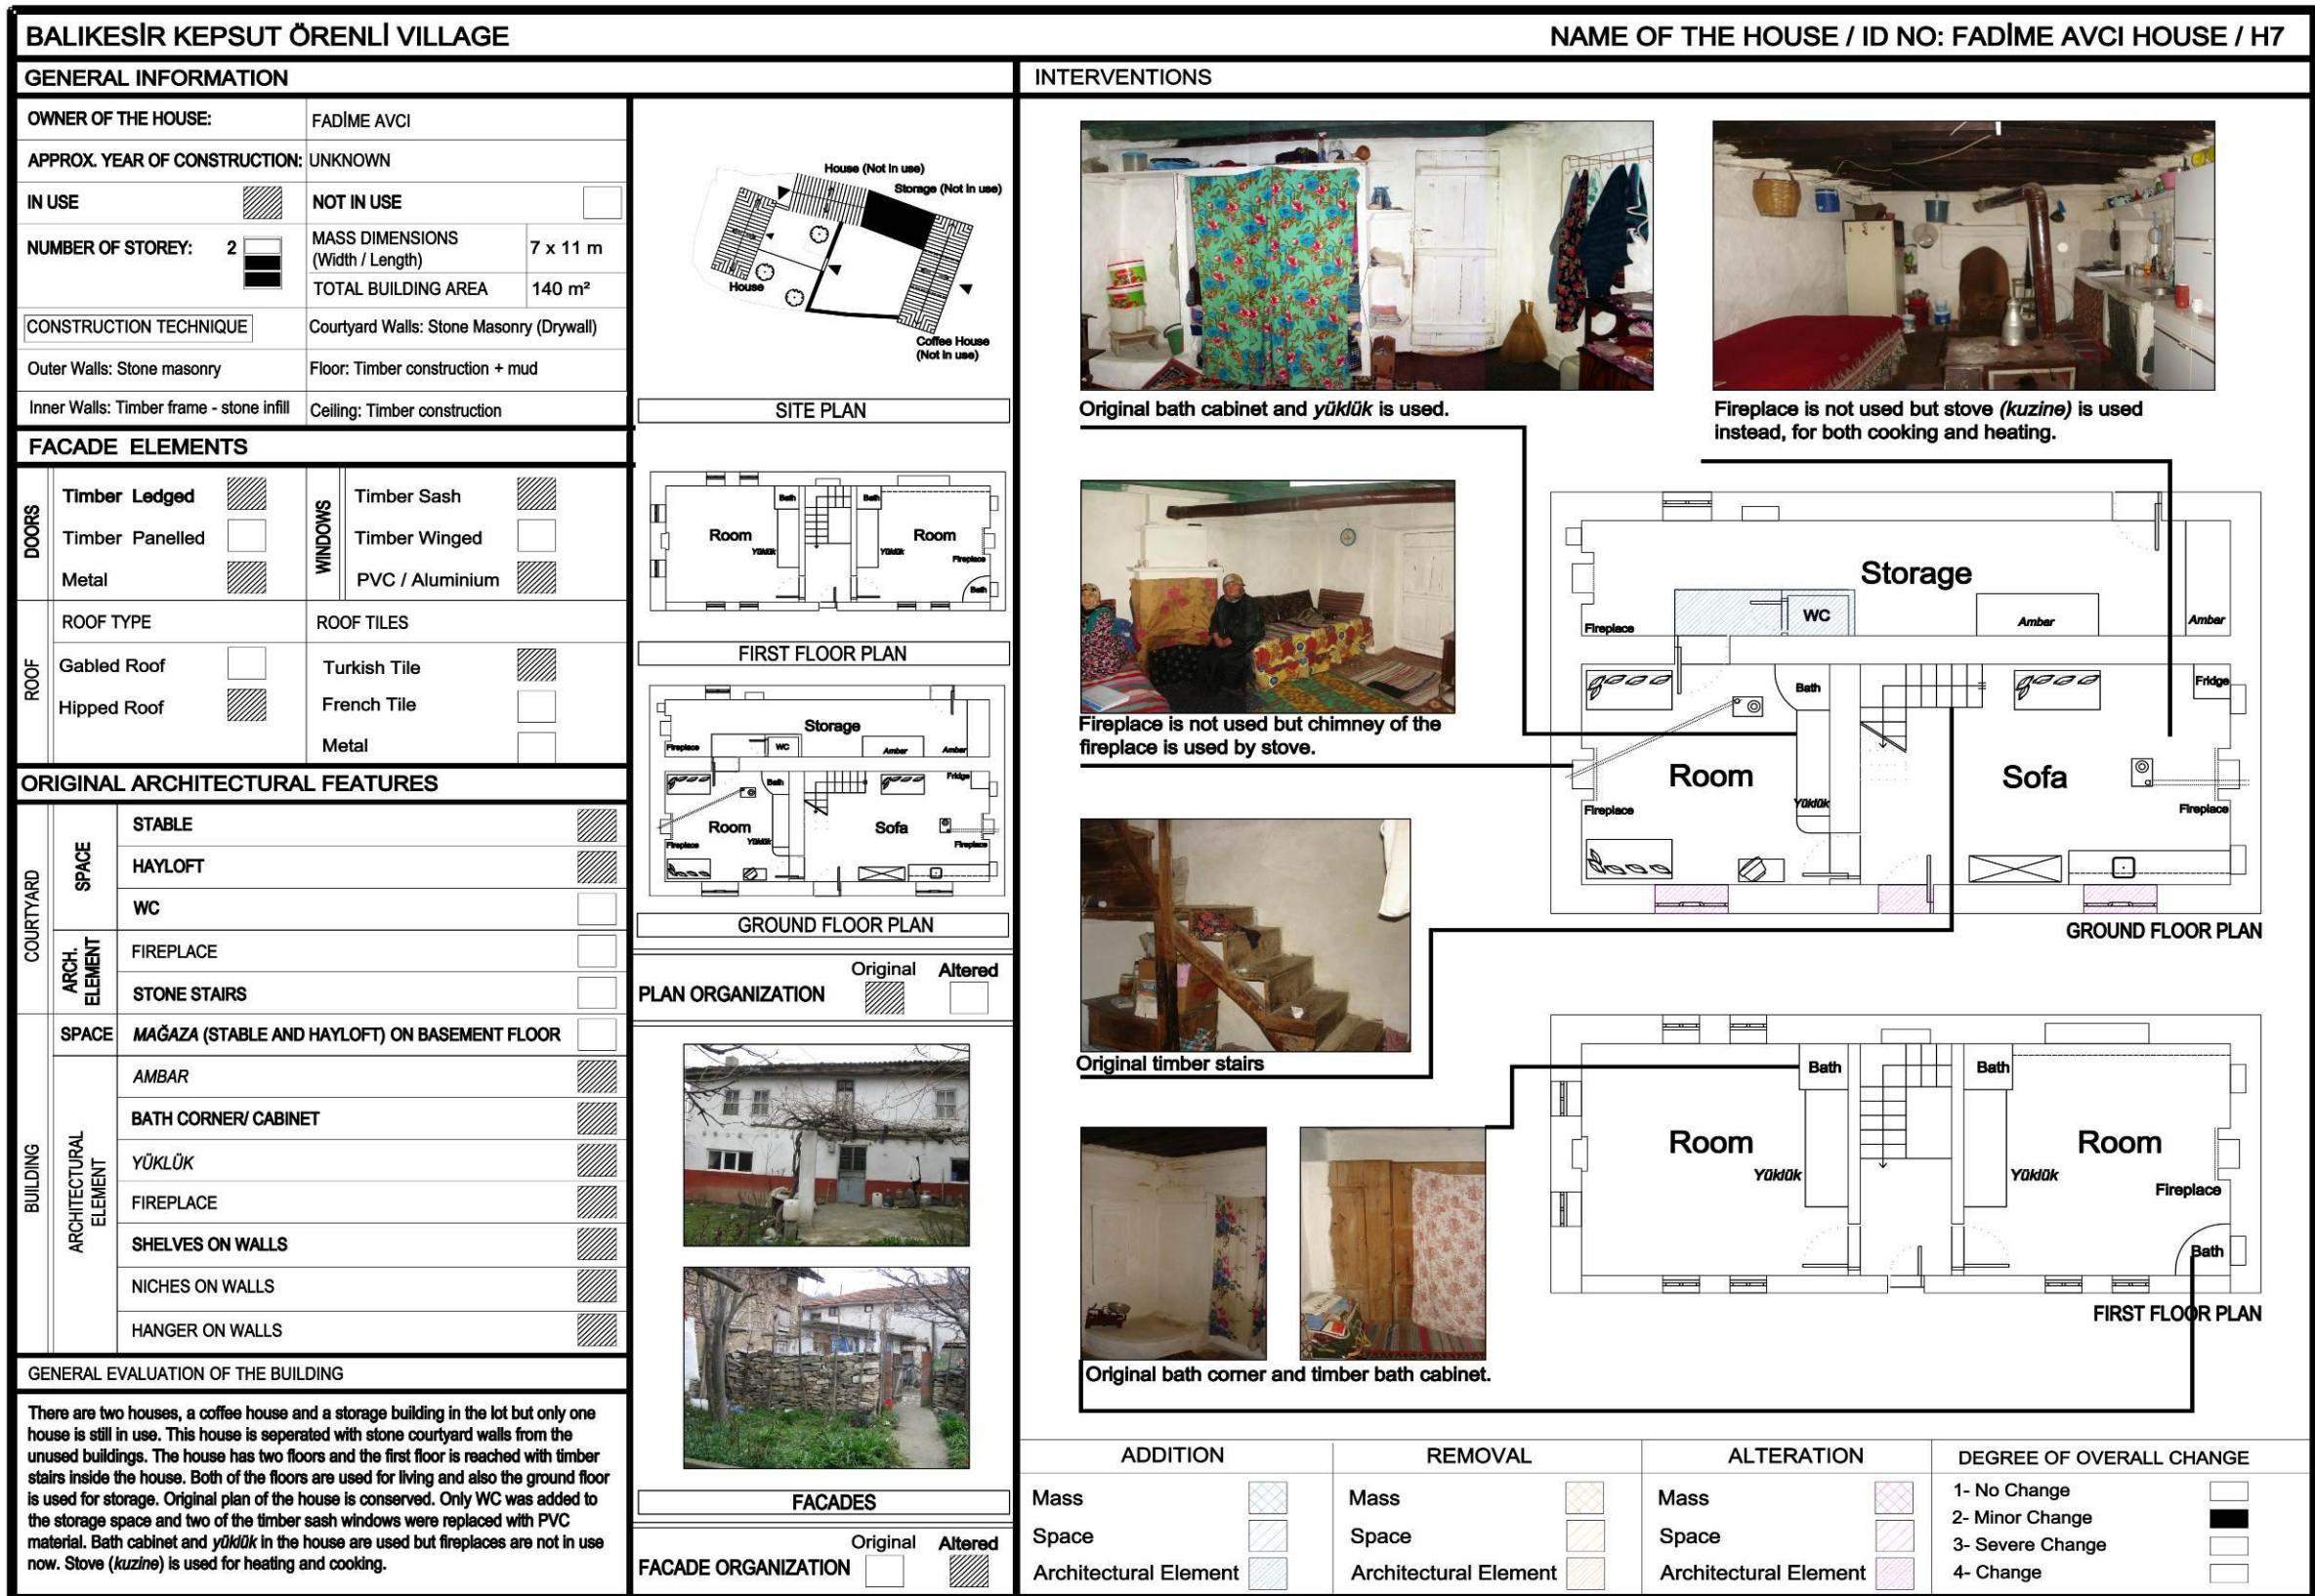 BALIKESİR KEPSUT ÖRENLİ VILLAGE
NAME OF THE HOUSE / ID NO: FADİME AVCI HOUSE / H7
GENERAL INFORMATION
OWNER OF THE HOUSE:
FADİME AVCI
APPROX. YEAR OF CONSTRUCTION:
UNKNOWN
IN USE
NOT IN USE
NUMBER OF STOREY:
2
MASS DIMENSIONS
(Width / Length)
7 x 11 m
TOTAL BUILDING AREA
140 m²
CONSTRUCTION TECHNIQUE
Courtyard Walls: Stone Masonry (Drywall)
Outer Walls: Stone masonry
Floor: Timber construction + mud
Inner Walls: Timber frame - stone infill
Ceiling: Timber construction
FACADE ELEMENTS
DOORS
Timber Ledged
Timber Panelled
Metal
WINDOWS
Timber Sash
Timber Winged
PVC / Aluminium
ROOF
ROOF TYPE
Gabled Roof
Hipped Roof
ROOF TILES
Turkish Tile
French Tile
Metal
ORIGINAL ARCHITECTURAL FEATURES
COURTYARD
SPACE
STABLE
HAYLOFT
WC
ARCH.
ELEMENT
FIREPLACE
STONE STAIRS
BUILDING
SPACE
MAĞAZA (STABLE AND HAYLOFT) ON BASEMENT FLOOR
ARCHITECTURAL
ELEMENT
AMBAR
BATH CORNER/ CABINET
YÜKLÜK
FIREPLACE
SHELVES ON WALLS
NICHES ON WALLS
HANGER ON WALLS
GENERAL EVALUATION OF THE BUILDING
There are two houses, a coffee house and a storage building in the lot but only one
house is still in use. This house is seperated with stone courtyard walls from the
unused buildings. The house has two floors and the first floor is reached with timber
stairs inside the house. Both of the floors are used for living and also the ground floor
is used for storage. Original plan of the house is conserved. Only WC was added to
the storage space and two of the timber sash windows were replaced with PVC
material. Bath cabinet and yüklük in the house are used but fireplaces are not in use
now. Stove (kuzine) is used for heating and cooking.
House (Not in use)
Storage (Not in use)
House
Coffee House
(Not in use)
SITE PLAN
Bath
Bath
Room
Room
Yüklük
Yüklük
Fireplace
Bath
FIRST FLOOR PLAN
Storage
Fireplace
WC
Ambar
Ambar
Bath
Fridge
Room
Sofa
Fireplace
Yüklük
Fireplace
GROUND FLOOR PLAN
PLAN ORGANIZATION
Original
Altered
FACADES
FACADE ORGANIZATION
Original
Altered
INTERVENTIONS
Original bath cabinet and yüklük is used.
Fireplace is not used but stove (kuzine) is used
instead, for both cooking and heating.
Fireplace is not used but chimney of the
fireplace is used by stove.
Original timber stairs
Original bath corner and timber bath cabinet.
Storage
WC
Ambar
Ambar
Fireplace
Bath
Fridge
Room
Sofa
Yüklük
Fireplace
Fireplace
GROUND FLOOR PLAN
Bath
Bath
Room
Room
Yüklük
Yüklük
Fireplace
Bath
FIRST FLOOR PLAN
ADDITION
Mass
Space
Architectural Element
REMOVAL
Mass
Space
Architectural Element
ALTERATION
Mass
Space
Architectural Element
DEGREE OF OVERALL CHANGE
1- No Change
2- Minor Change
3- Severe Change
4- Change